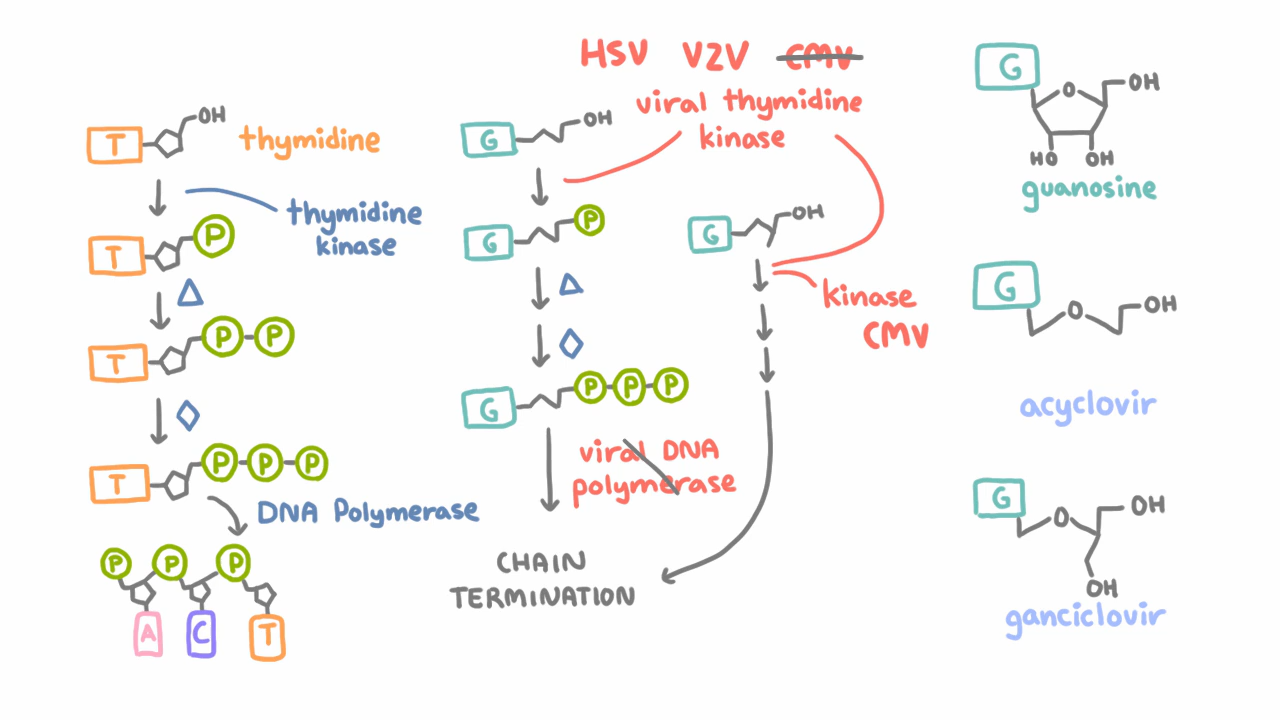 HSV VZV CMV
viral thymidine
kinase
T OH
thymidine
thymidine
kinase
T P
T P P
T P P P
DNA Polymerase
P P P
A C T
G OH
G P
G P P P
viral DNA
polymerase
CHAIN
TERMINATION
G OH
kinase
CMV
G
O OH
HO OH
guanosine
G
O OH
acyclovir
G
O OH
OH
ganciclovir